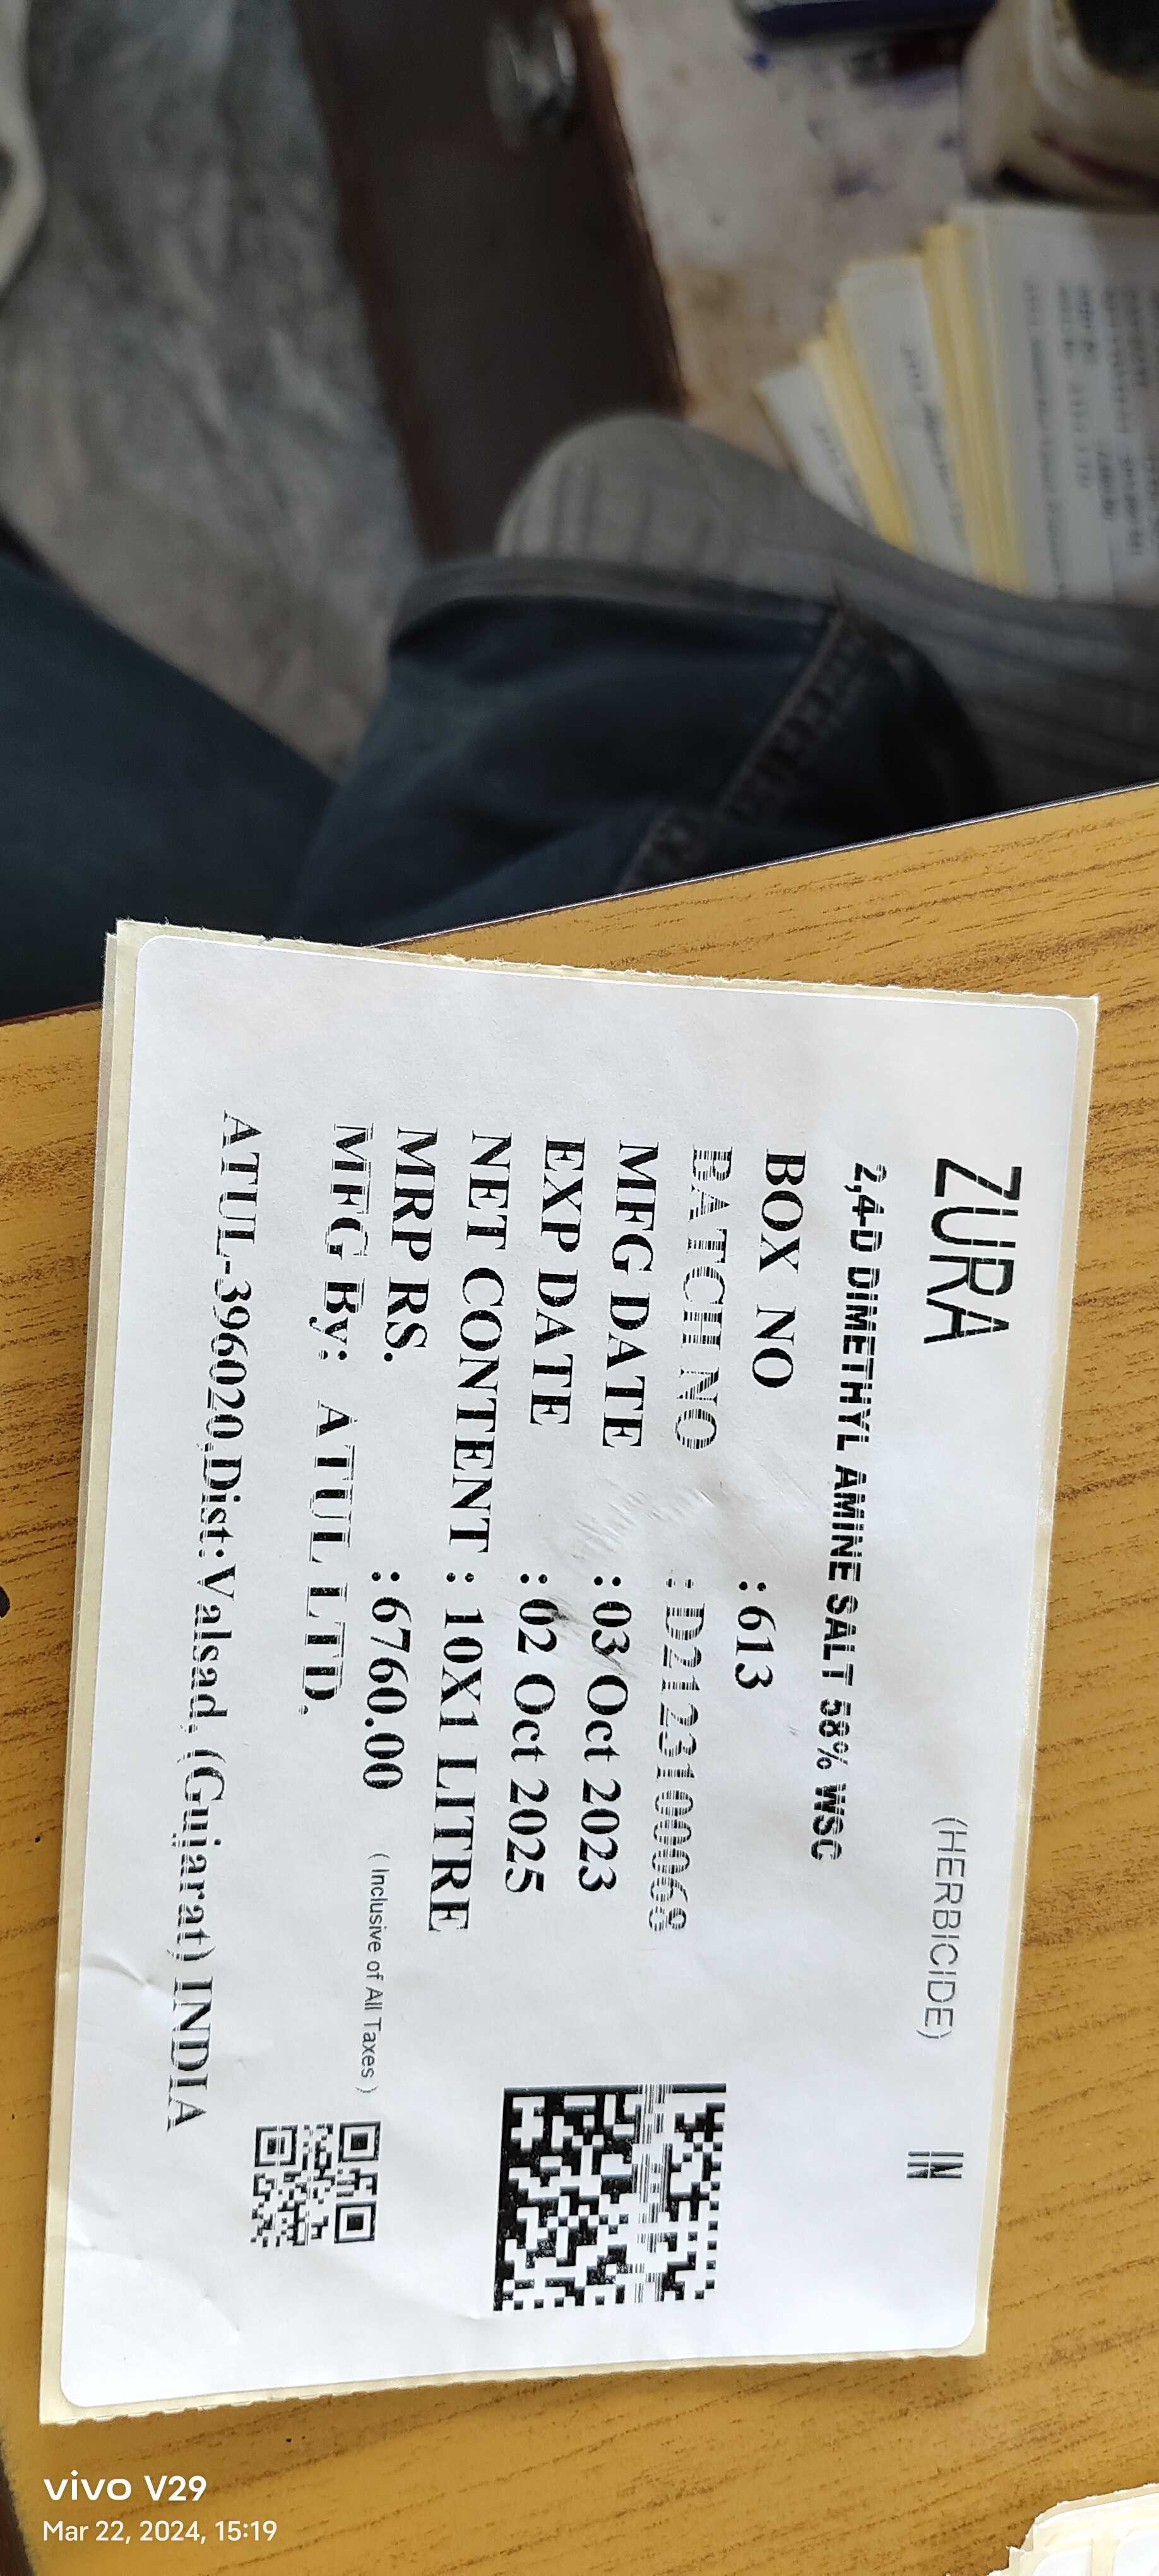 ZURA (HERBICIDE) IN
2,4-D DIMETHYL AMINE SALT 58% WSC
BOX NO : 613
BATCH NO : D212310006
MFG DATE : 03 Oct 2023
EXP DATE : 02 Oct 2025
NET CONTENT : 10X1 LITRE
MRP RS. : 6760.00 ( Inclusive of All Taxes )
MFG By: ATUL LTD.
ATUL-396020,Dist:Valsad, (Gujarat) INDIA
vivo V29
Mar 22, 2024, 15:19